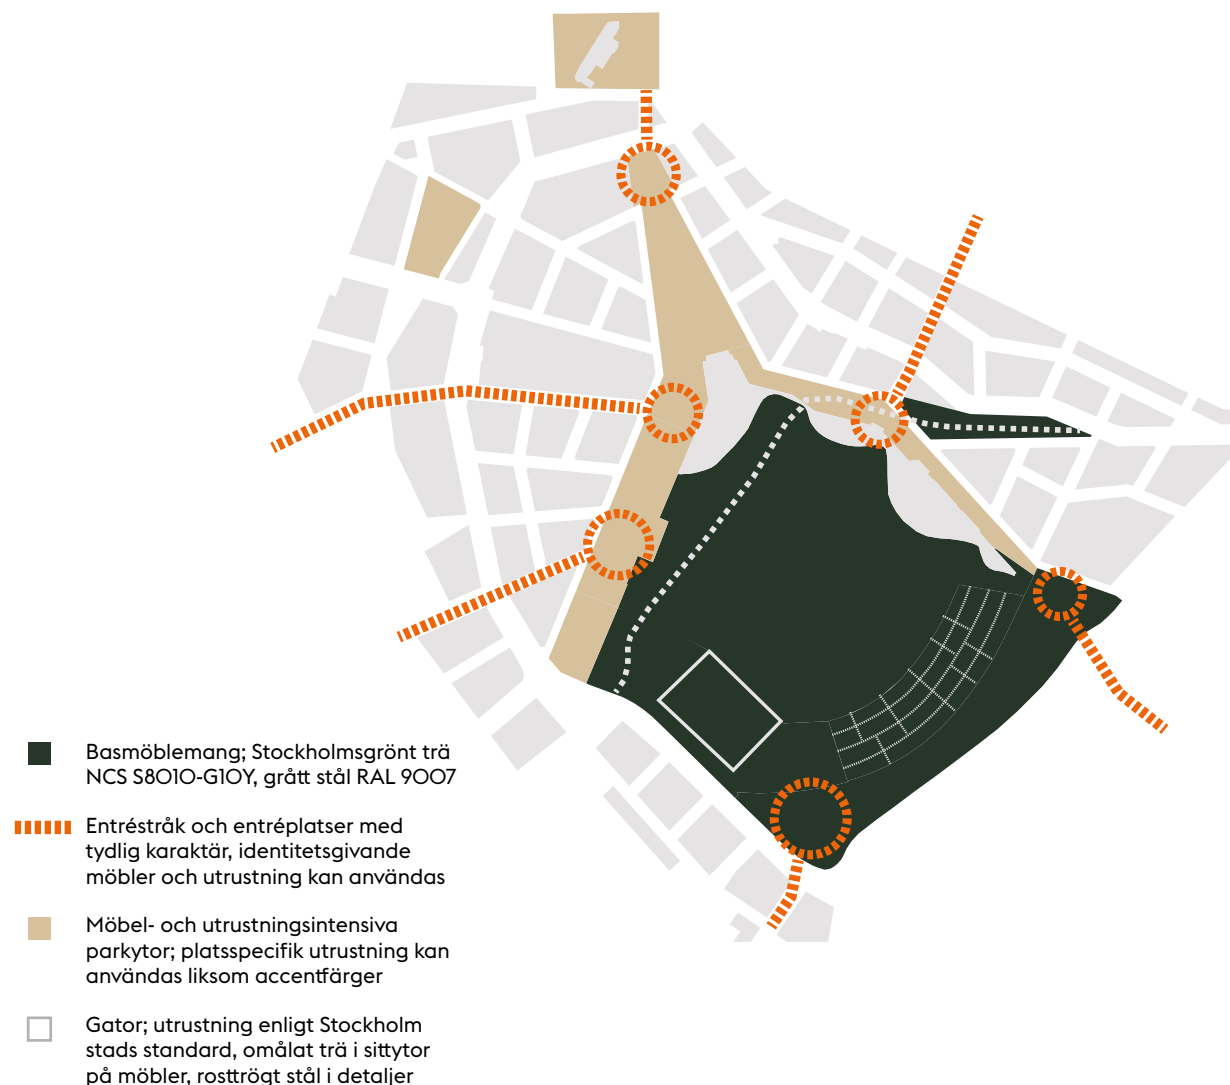 Basmöblemang; Stockholmsgrönt trä
NCS S8010-G10Y, grått stål RAL 9007
Entréstråk och entréplatser med
tydlig karaktär, identitetsgivande
möbler och utrustning kan användas
Möbel- och utrustningsintensiva
parkytor; platsspecifik utrustning kan
användas liksom accentfärger
Gator; utrustning enligt Stockholm
stads standard, omålat trä i sittytor
på möbler, rosttrögt stål i detaljer